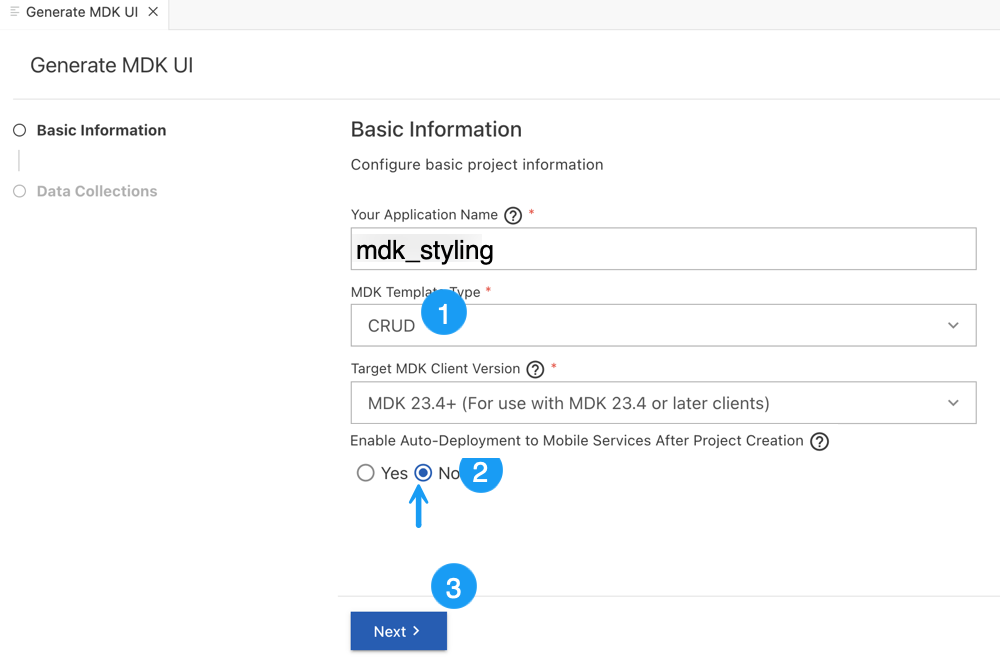 Generate MDK UI
Generate MDK UI
Basic Information
Data Collections
Basic Information
Configure basic project information
Your Application Name ? *
mdk_styling
MDK Template Type *
1
CRUD
Target MDK Client Version ? *
MDK 23.4+ (For use with MDK 23.4 or later clients)
Enable Auto-Deployment to Mobile Services After Project Creation ?
Yes No 2
3
Next >